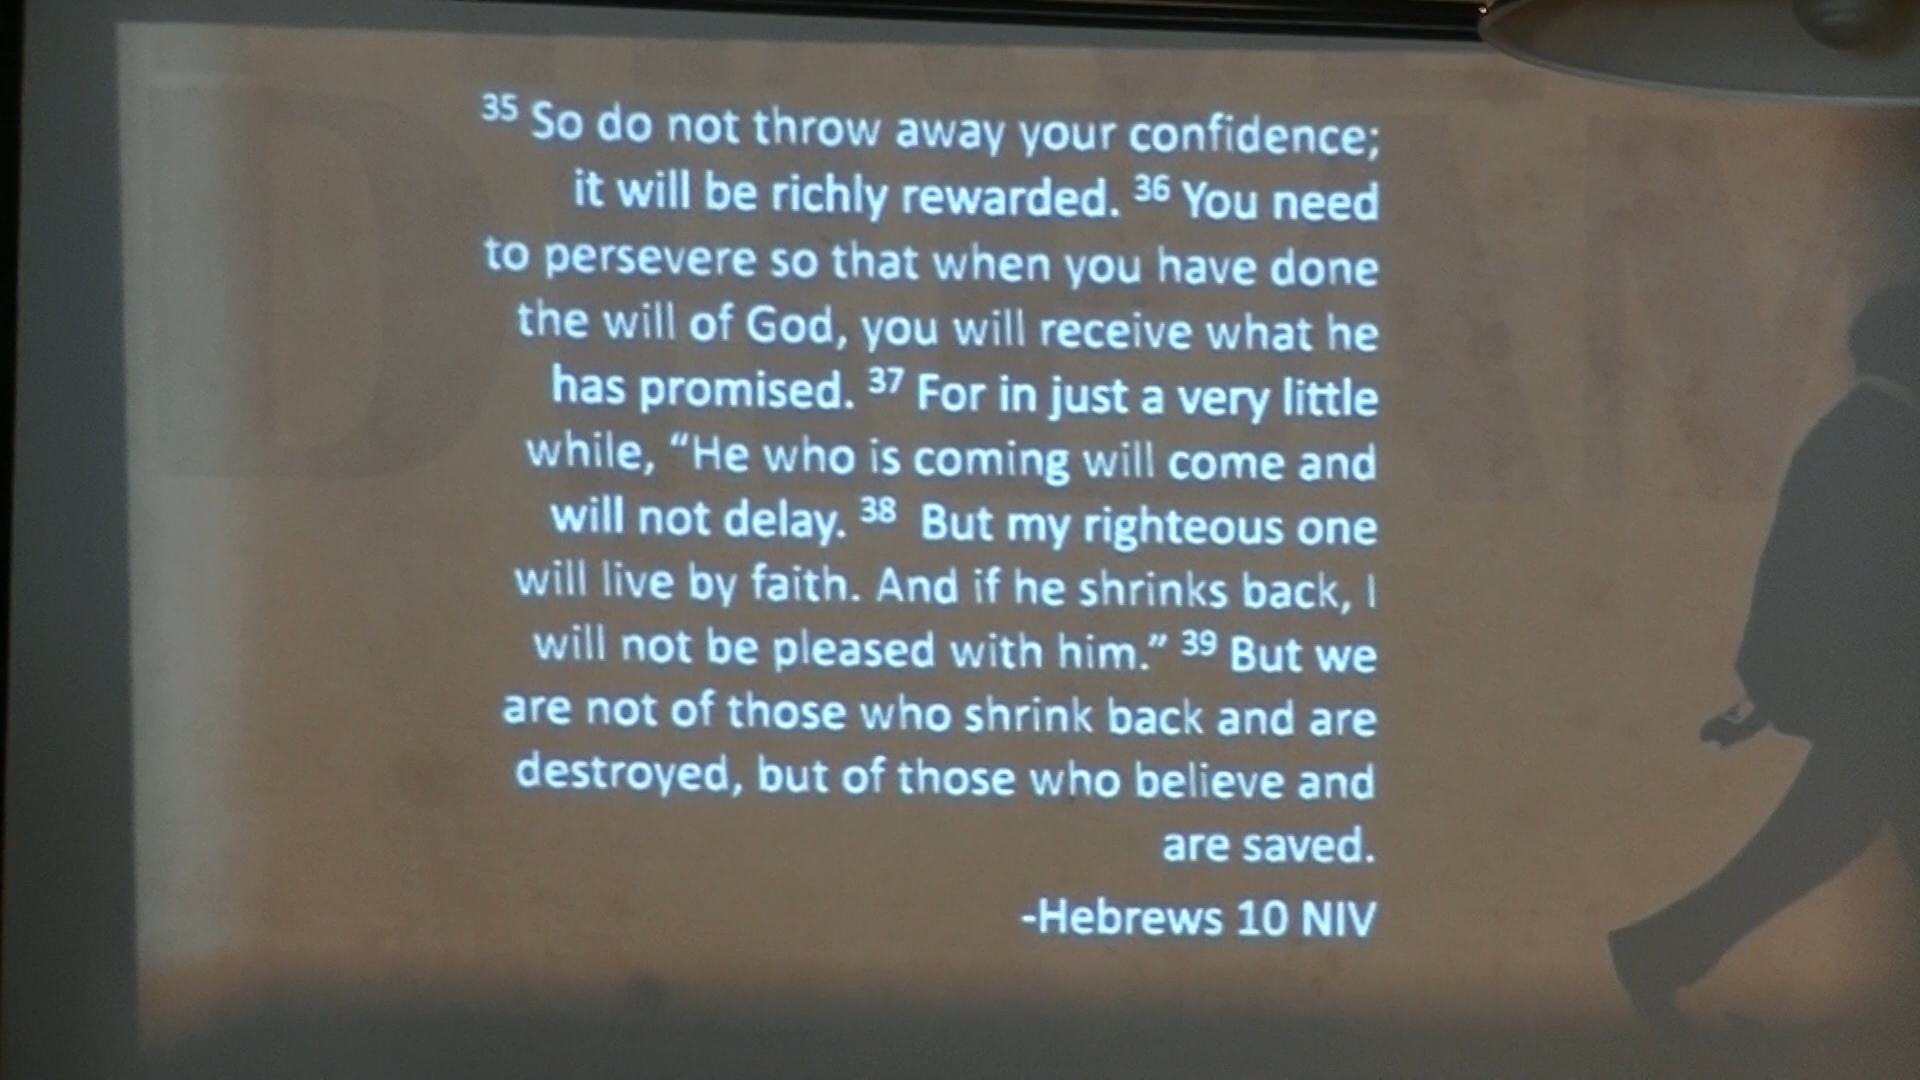 35 So do not throw away your confidence;
it will be richly rewarded. 36 You need
to persevere so that when you have done
the will of God, you will receive what he
has promised. 37 For in just a very little
while, “He who is coming will come and
will not delay. 38 But my righteous one
will live by faith. And if he shrinks back, I
will not be pleased with him.” 39 But we
are not of those who shrink back and are
destroyed, but of those who believe and
are saved.
-Hebrews 10 NIV